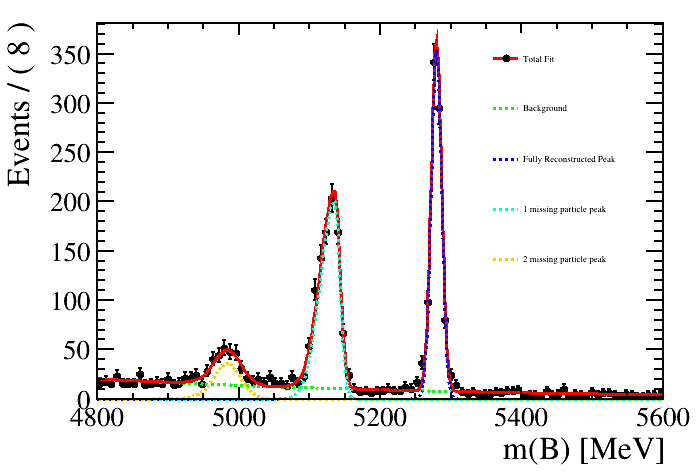 Events / ( 8 )
350
300
250
200
150
100
50
0
4800
5000
5200
5400
5600
m(B) [MeV]
Total Fit
Background
Fully Reconstructed Peak
1 missing particle peak
2 missing particle peak